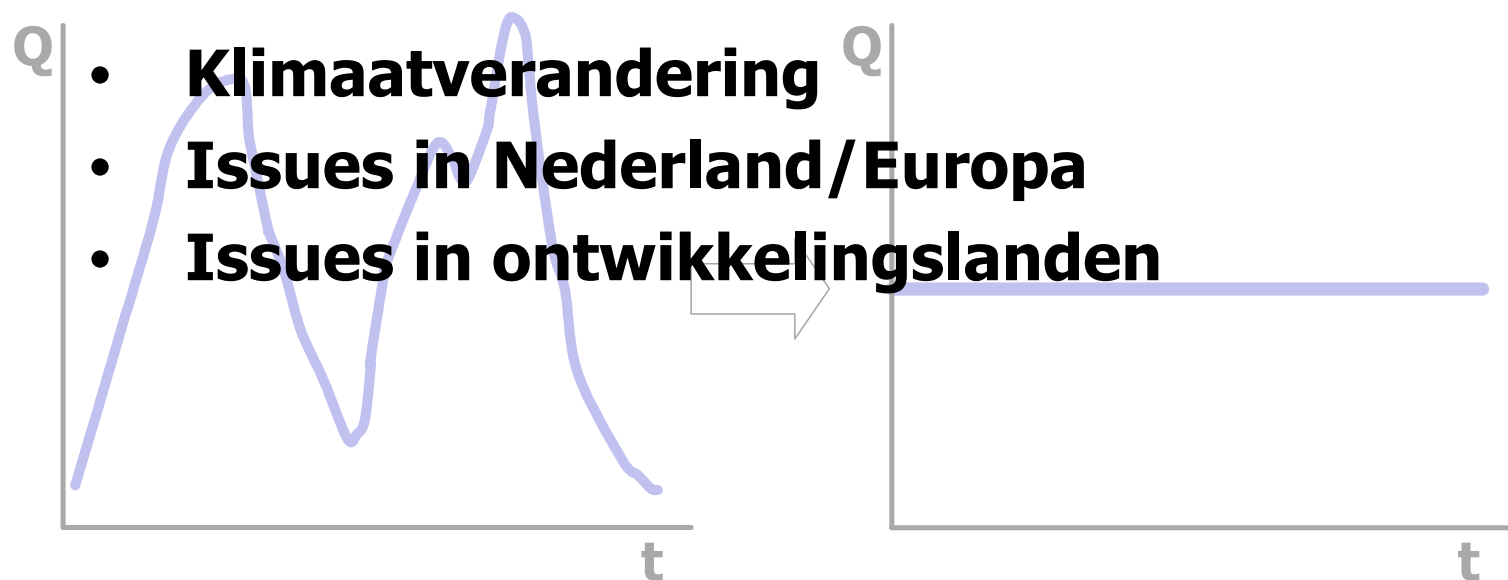 Q
Q
• Klimaatverandering
• Issues in Nederland/Europa
• Issues in ontwikkelingslanden
t
t